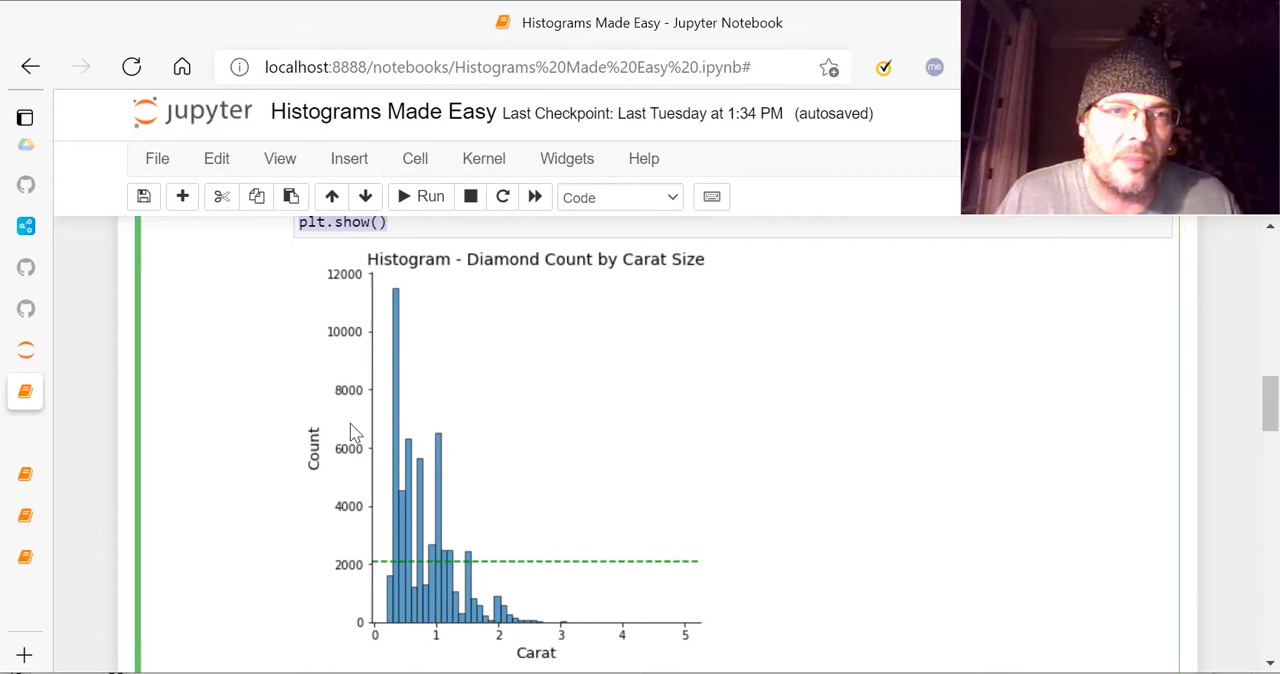 Histograms Made Easy - Jupyter Notebook
localhost:8888/notebooks/Histograms%20Made%20Easy%20.ipynb#
me
jupyter Histograms Made Easy Last Checkpoint: Last Tuesday at 1:34 PM (autosaved)
File Edit View Insert Cell Kernel Widgets Help
Run Code
plt.show()
Histogram - Diamond Count by Carat Size
12000
10000
8000
6000
4000
2000
0
Count
0 1 2 3 4 5
Carat